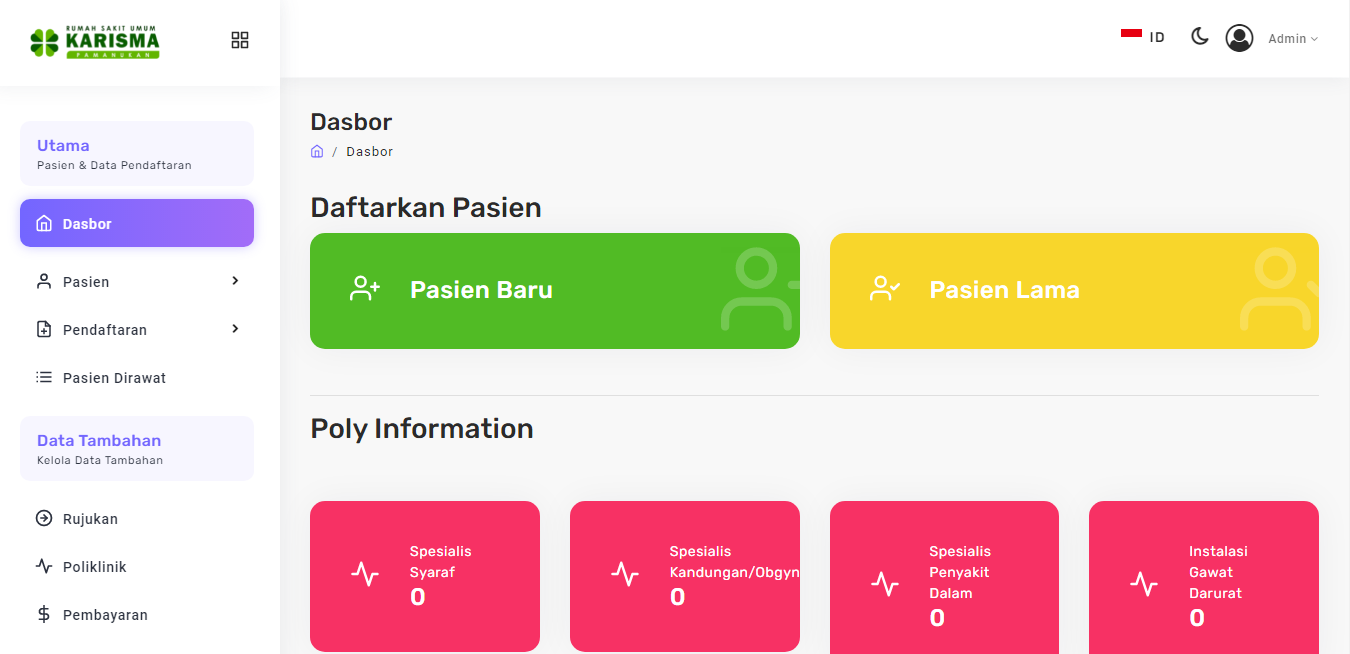 RUMAH SAKIT UMUM
KARISMA
PAMANUKAN
ID
Admin
Utama
Pasien & Data Pendaftaran
Dasbor
Pasien
Pendaftaran
Pasien Dirawat
Data Tambahan
Kelola Data Tambahan
Rujukan
Poliklinik
Pembayaran
Dasbor
/ Dasbor
Daftarkan Pasien
Pasien Baru
Pasien Lama
Poly Information
Spesialis
Syaraf
0
Spesialis
Kandungan/Obgyn
0
Spesialis
Penyakit
Dalam
0
Instalasi
Gawat
Darurat
0